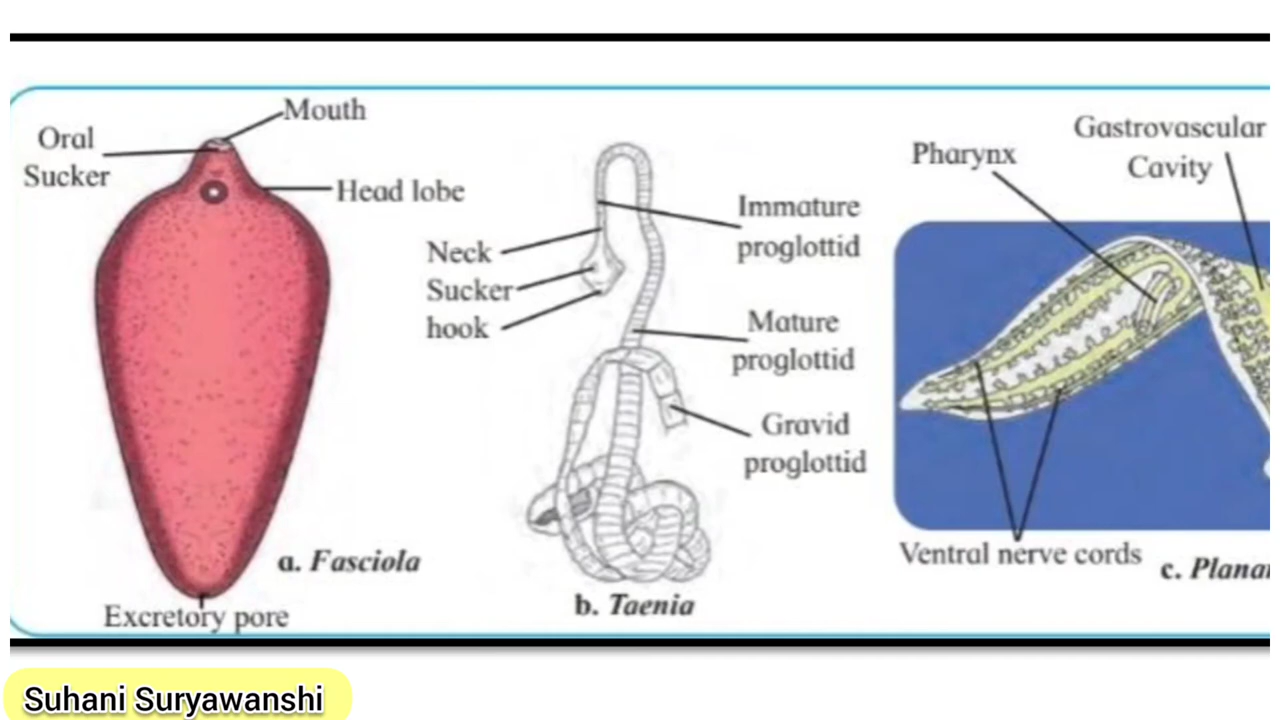 Mouth
Oral
Sucker
Head lobe
Neck
Sucker
hook
Immature
proglottid
Mature
proglottid
Gravid
proglottid
Pharynx
Gastrovascular
Cavity
Ventral nerve cords
a. Fasciola
Excretory pore
b. Taenia
c. Planar
Suhani Suryawanshi